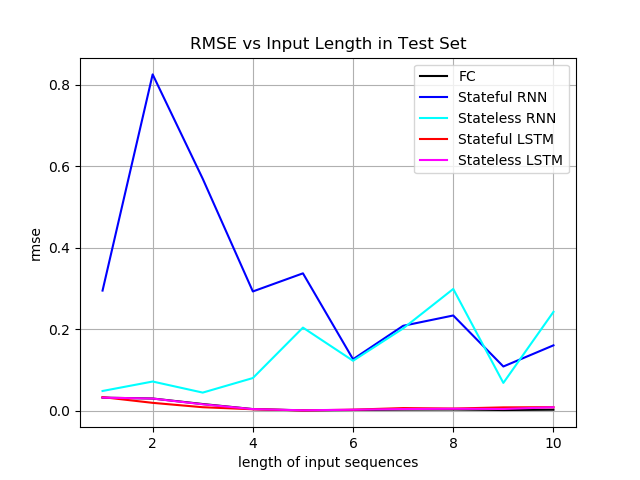 RMSE vs Input Length in Test Set
FC
Stateful RNN
Stateless RNN
Stateful LSTM
Stateless LSTM
0.8
0.6
0.4
0.2
0.0
rmse
2
4
6
8
10
length of input sequences